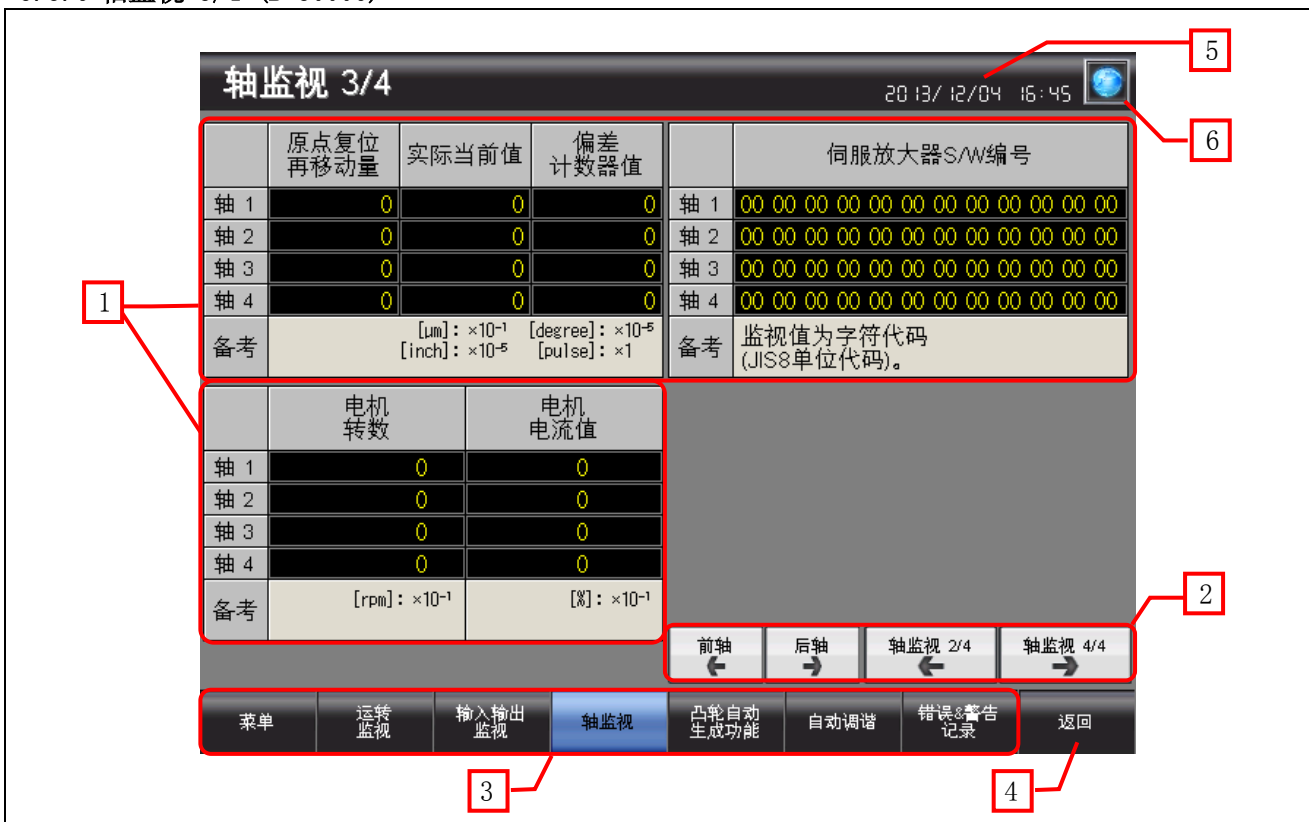 轴监视 3/4
2013/12/04 16:45
5
6
原点复位
再移动量
实际当前值
偏差
计数器值
伺服放大器S/W编号
轴 1 0 0 0 轴 1 00 00 00 00 00 00 00 00 00 00 00 00
轴 2 0 0 0 轴 2 00 00 00 00 00 00 00 00 00 00 00 00
轴 3 0 0 0 轴 3 00 00 00 00 00 00 00 00 00 00 00 00
轴 4 0 0 0 轴 4 00 00 00 00 00 00 00 00 00 00 00 00
1
备考
[um]:×10⁻¹ [degree]:×10⁻⁵
[inch]:×10⁻⁵ [pulse]:×1
备考
监视值为字符代码
(JIS8单位代码)。
电机
转数
电机
电流值
轴 1 0 0
轴 2 0 0
轴 3 0 0
轴 4 0 0
备考 [rpm]:×10⁻¹ [%]:×10⁻¹
2
前轴
后轴
轴监视 2/4
轴监视 4/4
菜单
运转
监视
输入输出
监视
轴监视
凸轮自动
生成功能
自动调谐
错误&警告
记录
返回
3
4